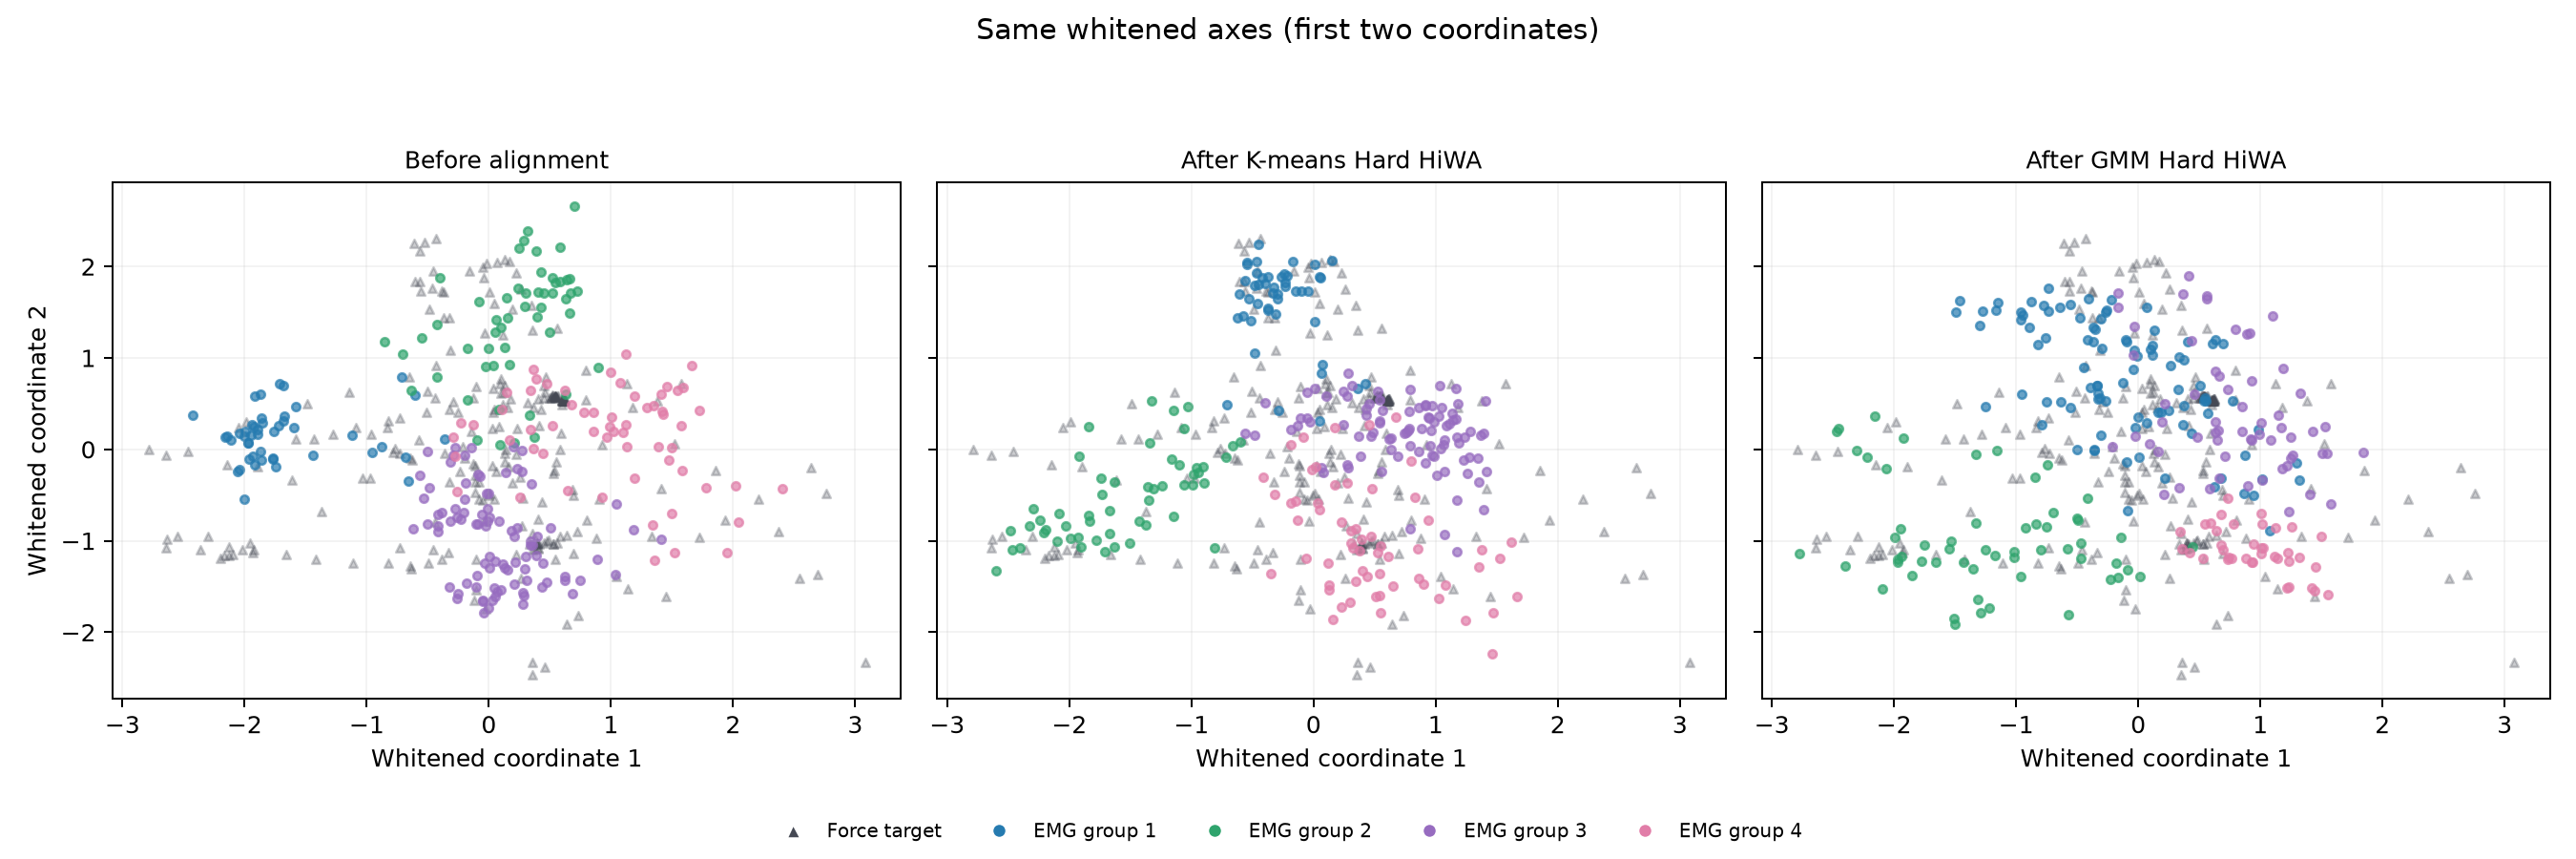 Same whitened axes (first two coordinates)
Before alignment
After K-means Hard HiWA
After GMM Hard HiWA
Whitened coordinate 2
2
1
0
−1
−2
−3
−2
−1
0
1
2
3
−3
−2
−1
0
1
2
3
−3
−2
−1
0
1
2
3
Whitened coordinate 1
Whitened coordinate 1
Whitened coordinate 1
Force target
EMG group 1
EMG group 2
EMG group 3
EMG group 4